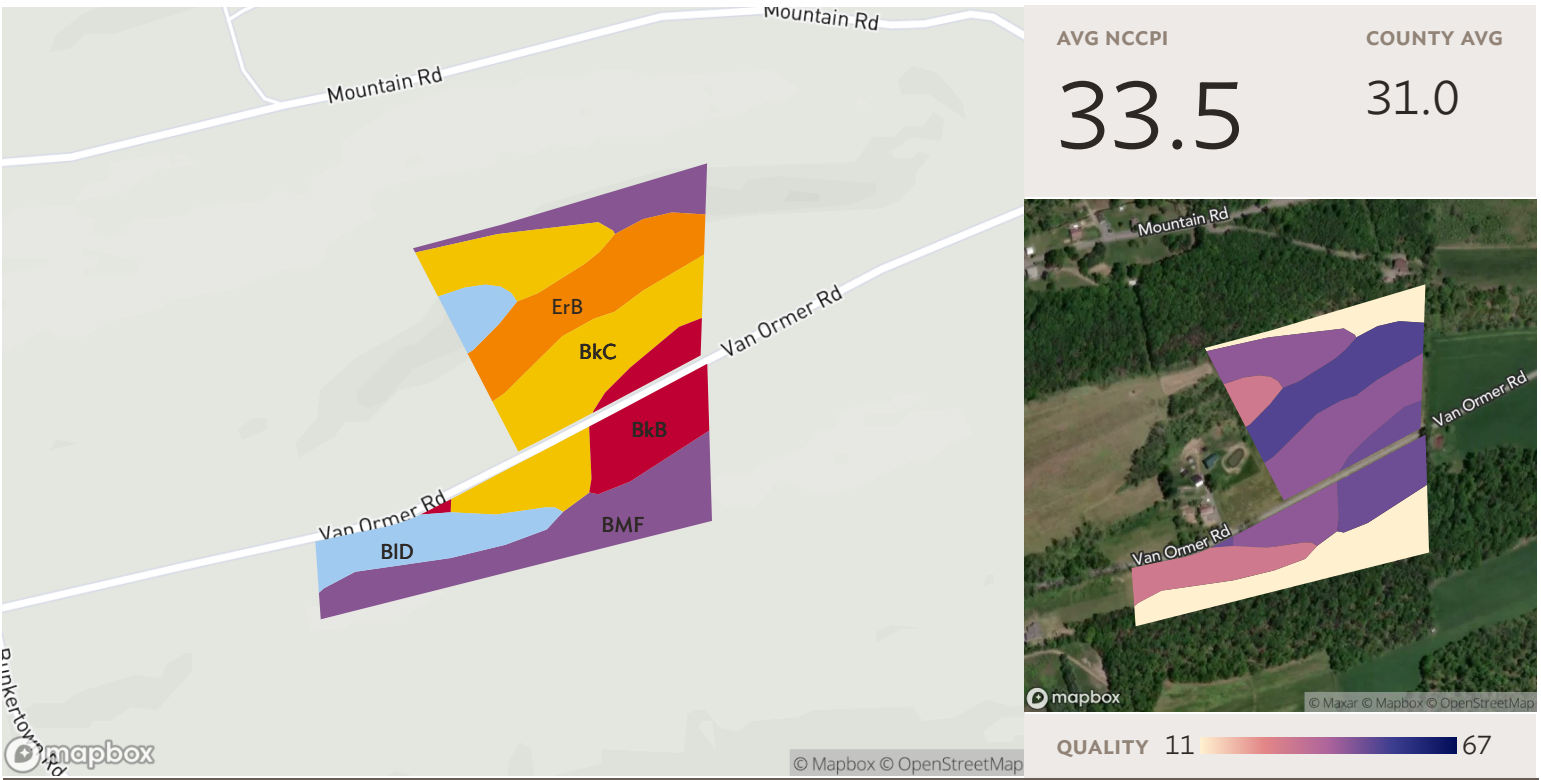 Mountain Rd
Mountain Rd
ErB
BkC
Van Ormer Rd
BkB
Van Ormer Rd
BMF
BID
Bunkertown Rd
mapbox
© Mapbox © OpenStreetMap
AVG NCCPI
COUNTY AVG
33.5
31.0
Mountain Rd
Van Ormer Rd
Van Ormer Rd
mapbox
© Maxar © Mapbox © OpenStreetMap
QUALITY 11 67